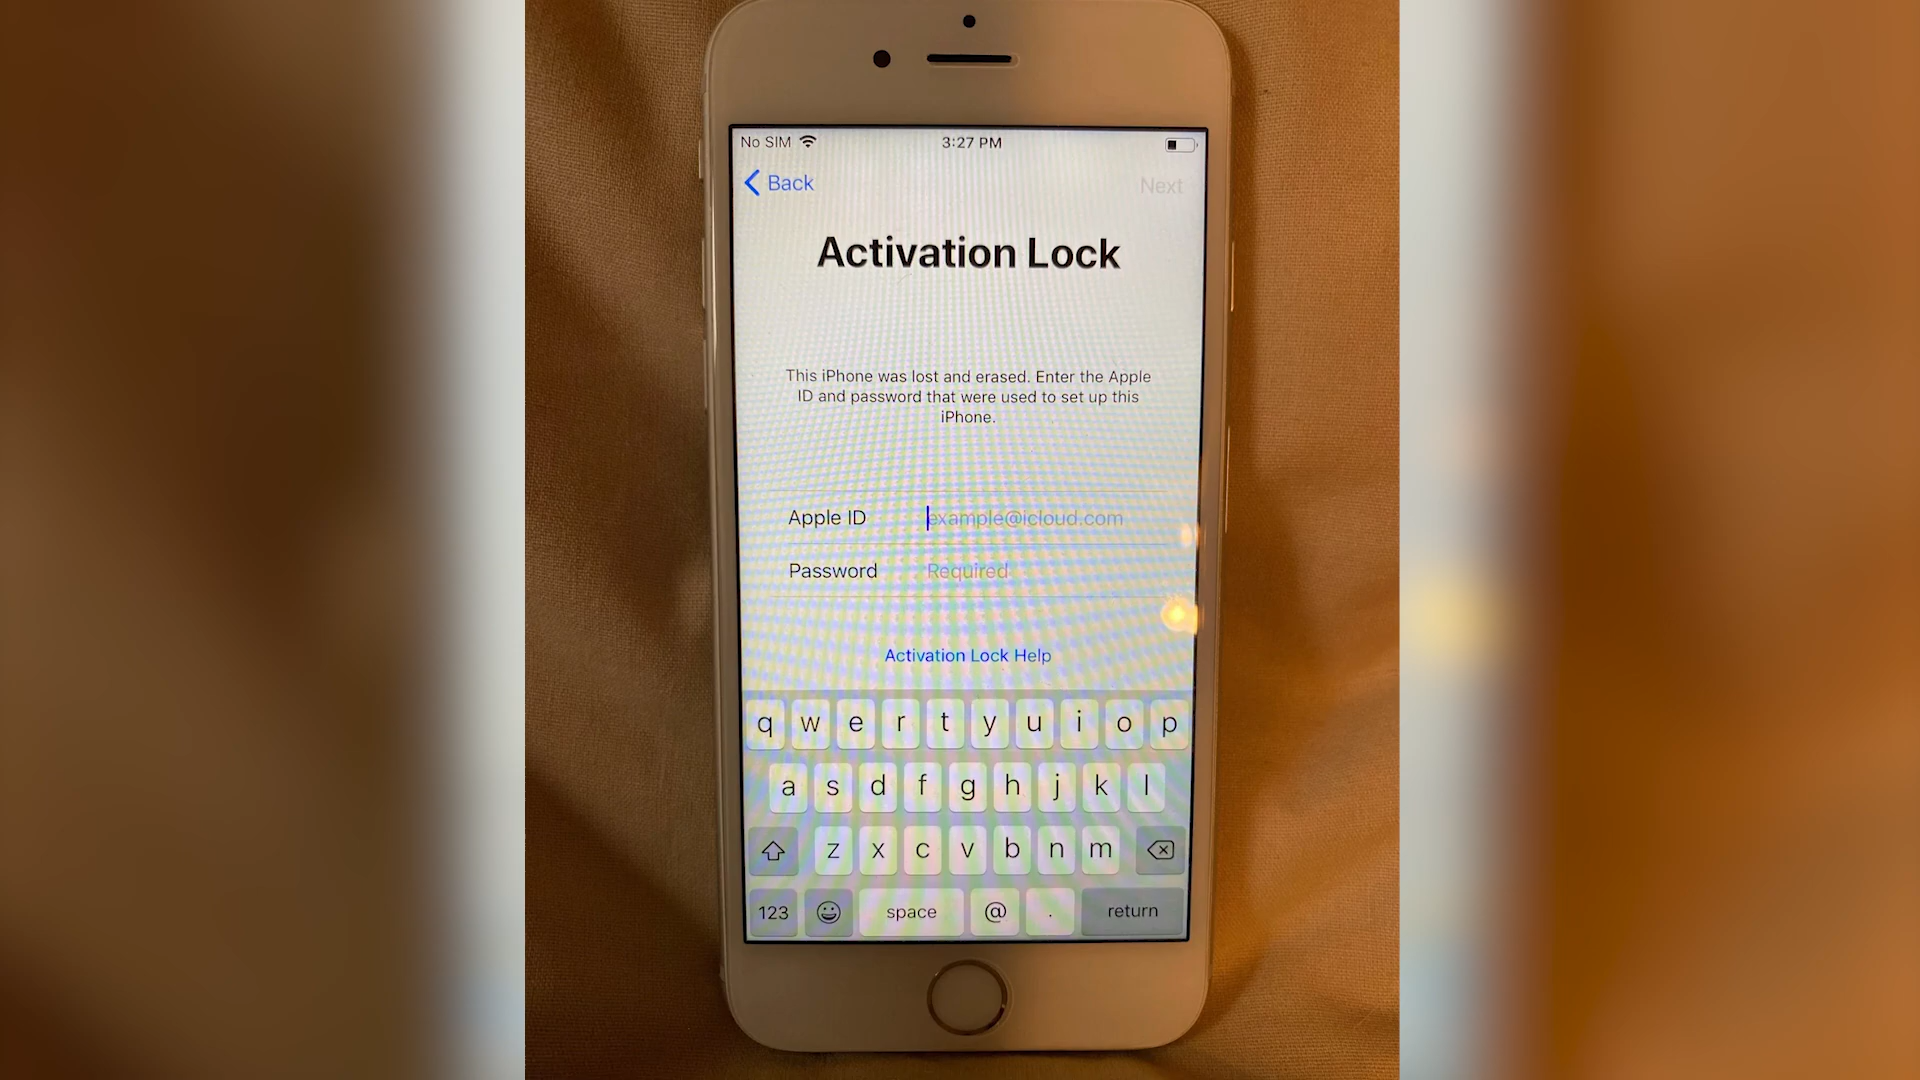 No SIM 3:27 PM
Back Next
Activation Lock
This iPhone was lost and erased. Enter the Apple
ID and password that were used to set up this
iPhone.
Apple ID example@icloud.com
Password Required
Activation Lock Help
q w e r t y u i o p
a s d f g h j k l
z x c v b n m
123 space @ . return